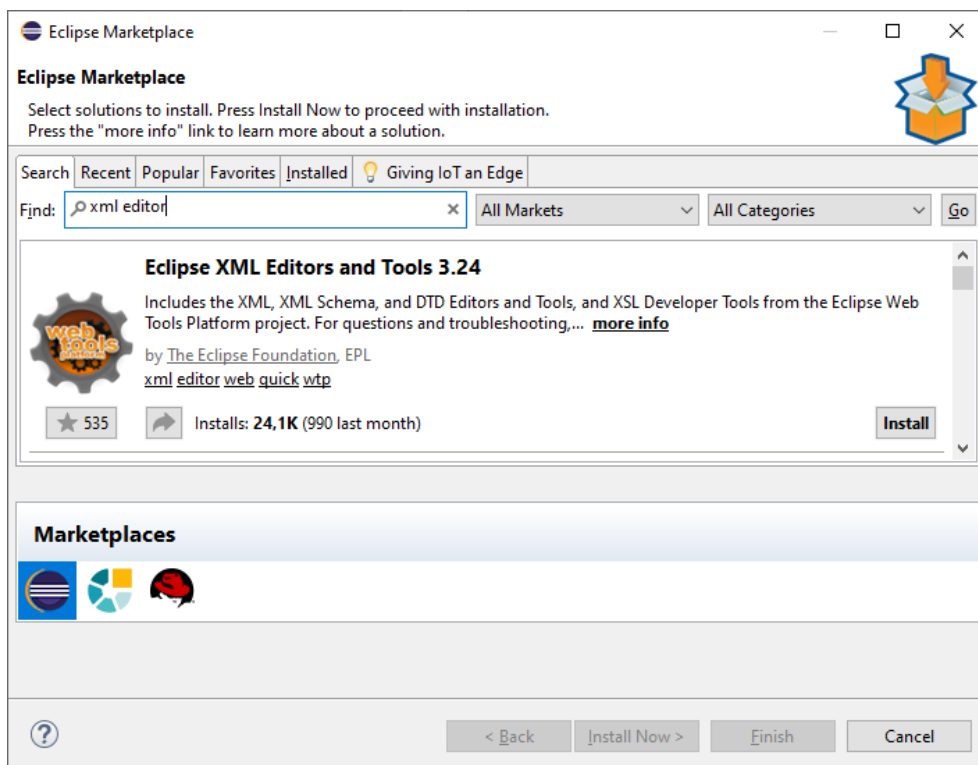 Eclipse Marketplace
Eclipse Marketplace
Select solutions to install. Press Install Now to proceed with installation.
Press the "more info" link to learn more about a solution.
Search Recent Popular Favorites Installed Giving IoT an Edge
Find: xml editor All Markets All Categories Go
Eclipse XML Editors and Tools 3.24
Includes the XML, XML Schema, and DTD Editors and Tools, and XSL Developer Tools from the Eclipse Web
Tools Platform project. For questions and troubleshooting,... more info
web
tools
platform
by The Eclipse Foundation, EPL
xml editor web quick wtp
535 Installs: 24,1K (990 last month) Install
Marketplaces
? < Back Install Now > Finish Cancel